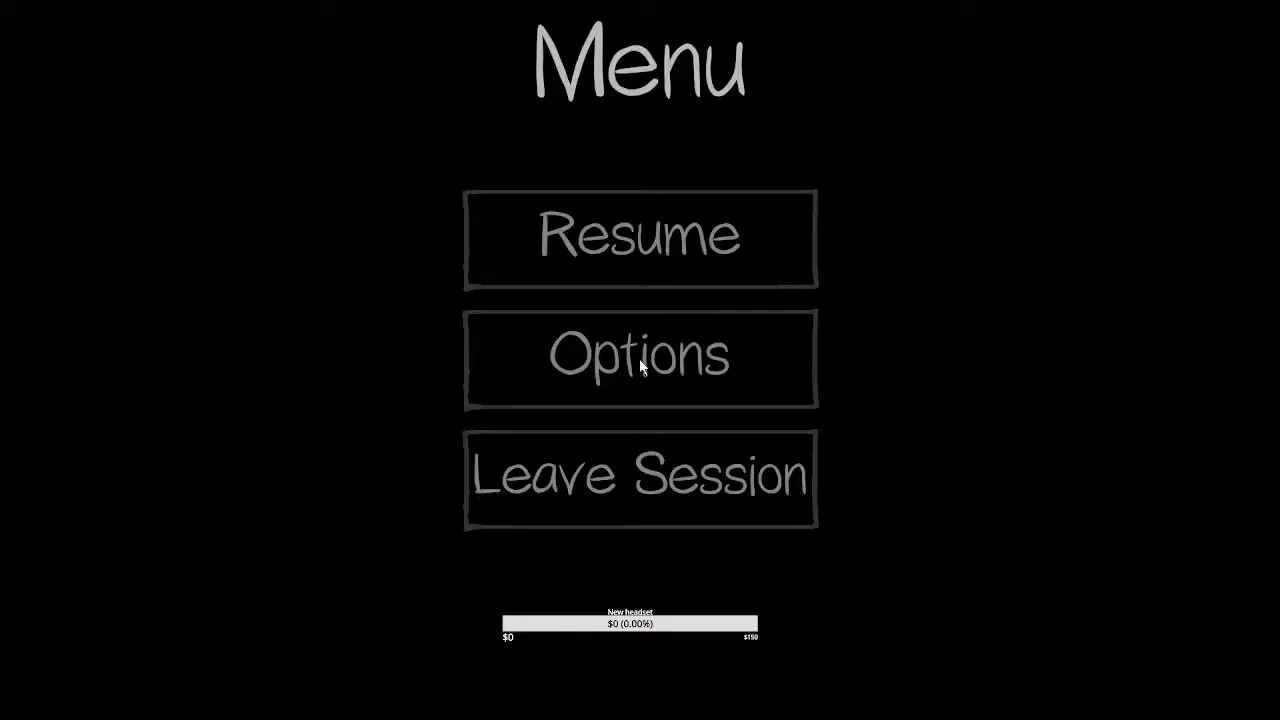 Menu
Resume
Options
Leave Session
New headset
$0 (0.00%)
$0 $150